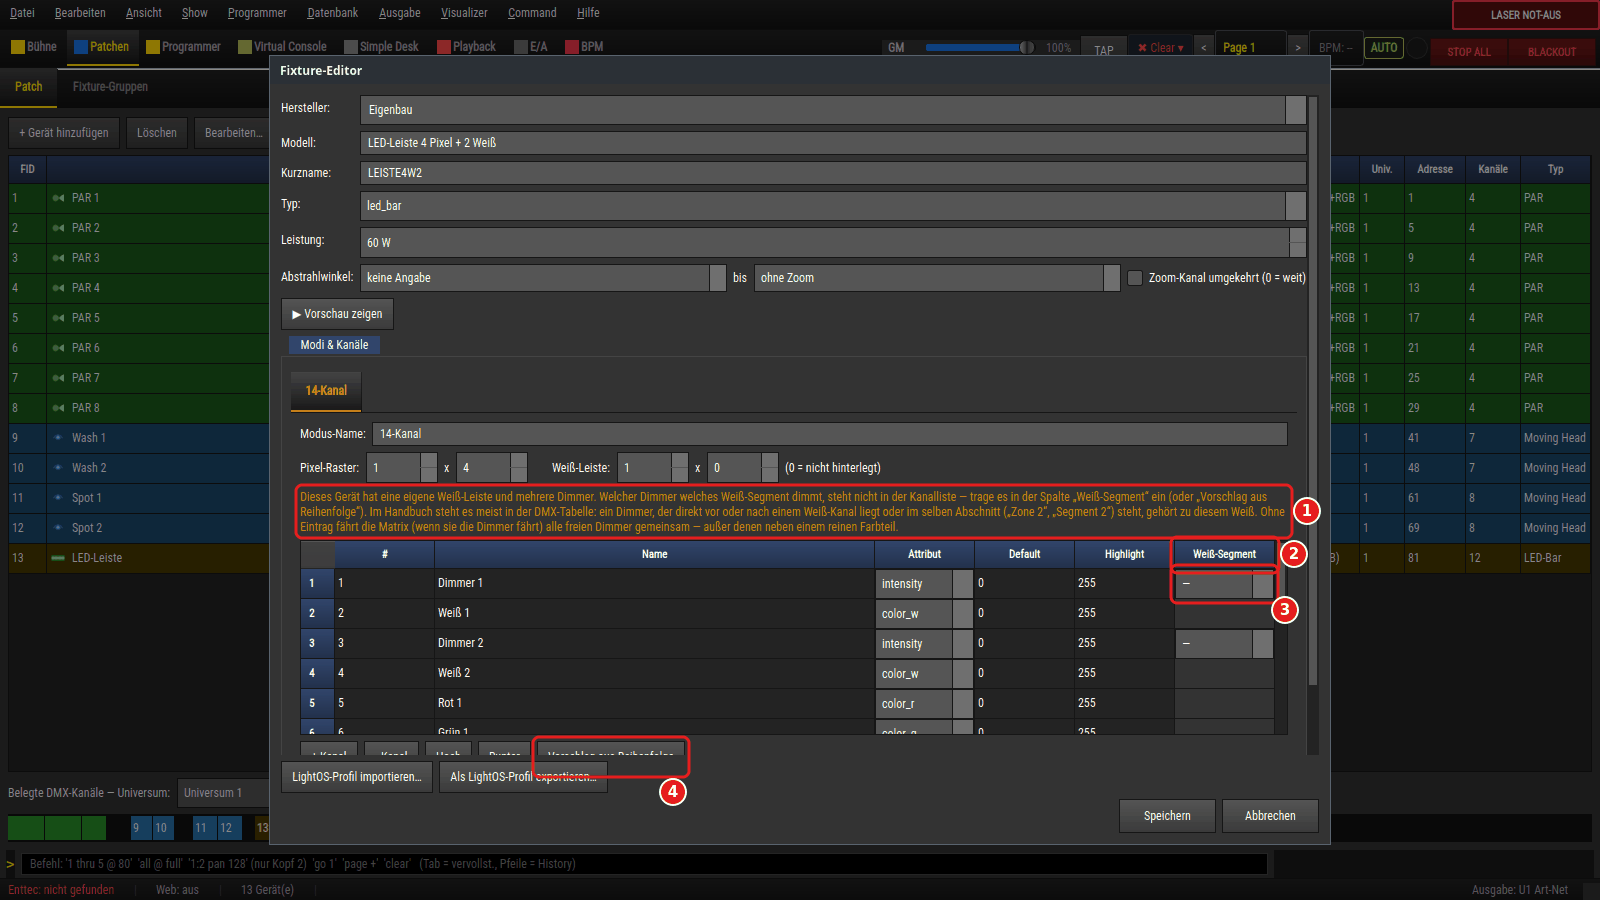 Datei Bearbeiten Ansicht Show Programmer Datenbank Ausgabe Visualizer Command Hilfe
LASER NOT-AUS
Bühne Patchen Programmer Virtual Console Simple Desk Playback E/A BPM
GM 100% TAP ✖ Clear ▾ < Page 1 > BPM: -- AUTO STOP ALL BLACKOUT
Patch Fixture-Gruppen
Fixture-Editor
+ Gerät hinzufügen Löschen Bearbeiten…
Hersteller: Eigenbau
Modell: LED-Leiste 4 Pixel + 2 Weiß
Kurzname: LEISTE4W2
Typ: led_bar
Leistung: 60 W
Abstrahlwinkel: keine Angabe bis ohne Zoom Zoom-Kanal umgekehrt (0 = weit)
▶ Vorschau zeigen
Modi & Kanäle
14-Kanal
Modus-Name: 14-Kanal
Pixel-Raster: 1 x 4 Weiß-Leiste: 1 x 0 (0 = nicht hinterlegt)
Dieses Gerät hat eine eigene Weiß-Leiste und mehrere Dimmer. Welcher Dimmer welches Weiß-Segment dimmt, steht nicht in der Kanalliste — trage es in der Spalte „Weiß-Segment" ein (oder „Vorschlag aus
Reihenfolge"). Im Handbuch steht es meist in der DMX-Tabelle: ein Dimmer, der direkt vor oder nach einem Weiß-Kanal liegt oder im selben Abschnitt („Zone 2", „Segment 2") steht, gehört zu diesem Weiß. Ohne
Eintrag fährt die Matrix (wenn sie die Dimmer fährt) alle freien Dimmer gemeinsam — außer denen neben einem reinen Farbteil.
1
# Name Attribut Default Highlight Weiß-Segment
2
1 1 Dimmer 1 intensity 0 255 —
3
2 2 Weiß 1 color_w 0 255
3 3 Dimmer 2 intensity 0 255 —
4 4 Weiß 2 color_w 0 255
5 5 Rot 1 color_r 0 255
6 6 Grün 1 color_g 0 255
+ Kanal - Kanal Hoch Runter Vorschlag aus Reihenfolge
4
LightOS-Profil importieren… Als LightOS-Profil exportieren…
Speichern Abbrechen
FID Univ. Adresse Kanäle Typ
1 PAR 1 +RGB 1 1 4 PAR
2 PAR 2 +RGB 1 5 4 PAR
3 PAR 3 +RGB 1 9 4 PAR
4 PAR 4 +RGB 1 13 4 PAR
5 PAR 5 +RGB 1 17 4 PAR
6 PAR 6 +RGB 1 21 4 PAR
7 PAR 7 +RGB 1 25 4 PAR
8 PAR 8 +RGB 1 29 4 PAR
9 Wash 1 1 41 7 Moving Head
10 Wash 2 1 48 7 Moving Head
11 Spot 1 1 61 8 Moving Head
12 Spot 2 1 69 8 Moving Head
13 LED-Leiste 1 81 12 LED-Bar
Belegte DMX-Kanäle — Universum: Universum 1
9 10 11 12 13
> Befehl: '1 thru 5 @ 80' 'all @ full' '1:2 pan 128' (nur Kopf 2) 'go 1' 'page +' 'clear' (Tab = vervollst., Pfeile = History)
Enttec: nicht gefunden Web: aus 13 Gerät(e) Ausgabe: U1 Art-Net